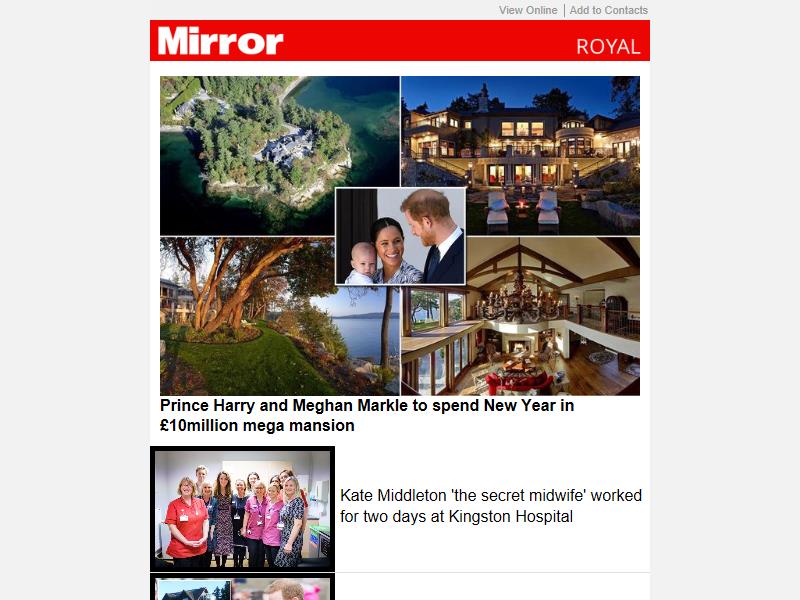 View Online | Add to Contacts
Mirror ROYAL
Prince Harry and Meghan Markle to spend New Year in
£10million mega mansion
Kate Middleton 'the secret midwife' worked
for two days at Kingston Hospital